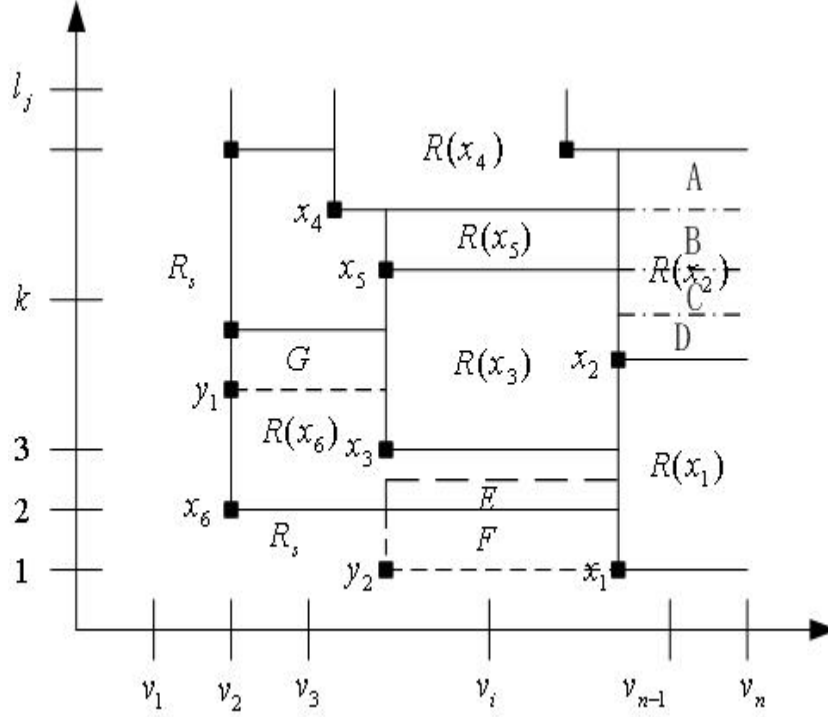 l_j
R(x_4)
A
x_4
B
R(x_5)
R_s
x_5
R(x_2)
k
C
D
G
R(x_3)
x_2
y_1
R(x_6)
3
x_3
R(x_1)
E
2
x_6
R_s
F
1
y_2
x_1
v_1
v_2
v_3
v_i
v_{n-1}
v_n